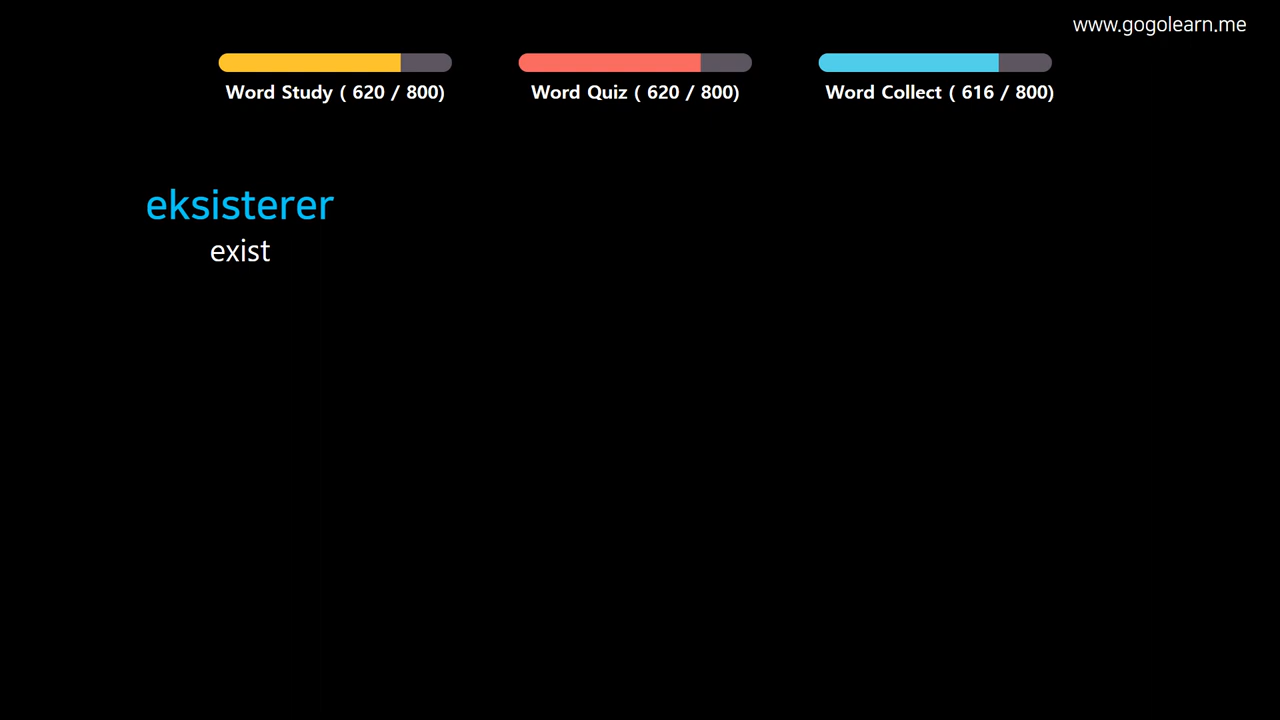 www.gogolearn.me
Word Study ( 620 / 800)
Word Quiz ( 620 / 800)
Word Collect ( 616 / 800)
eksisterer
exist